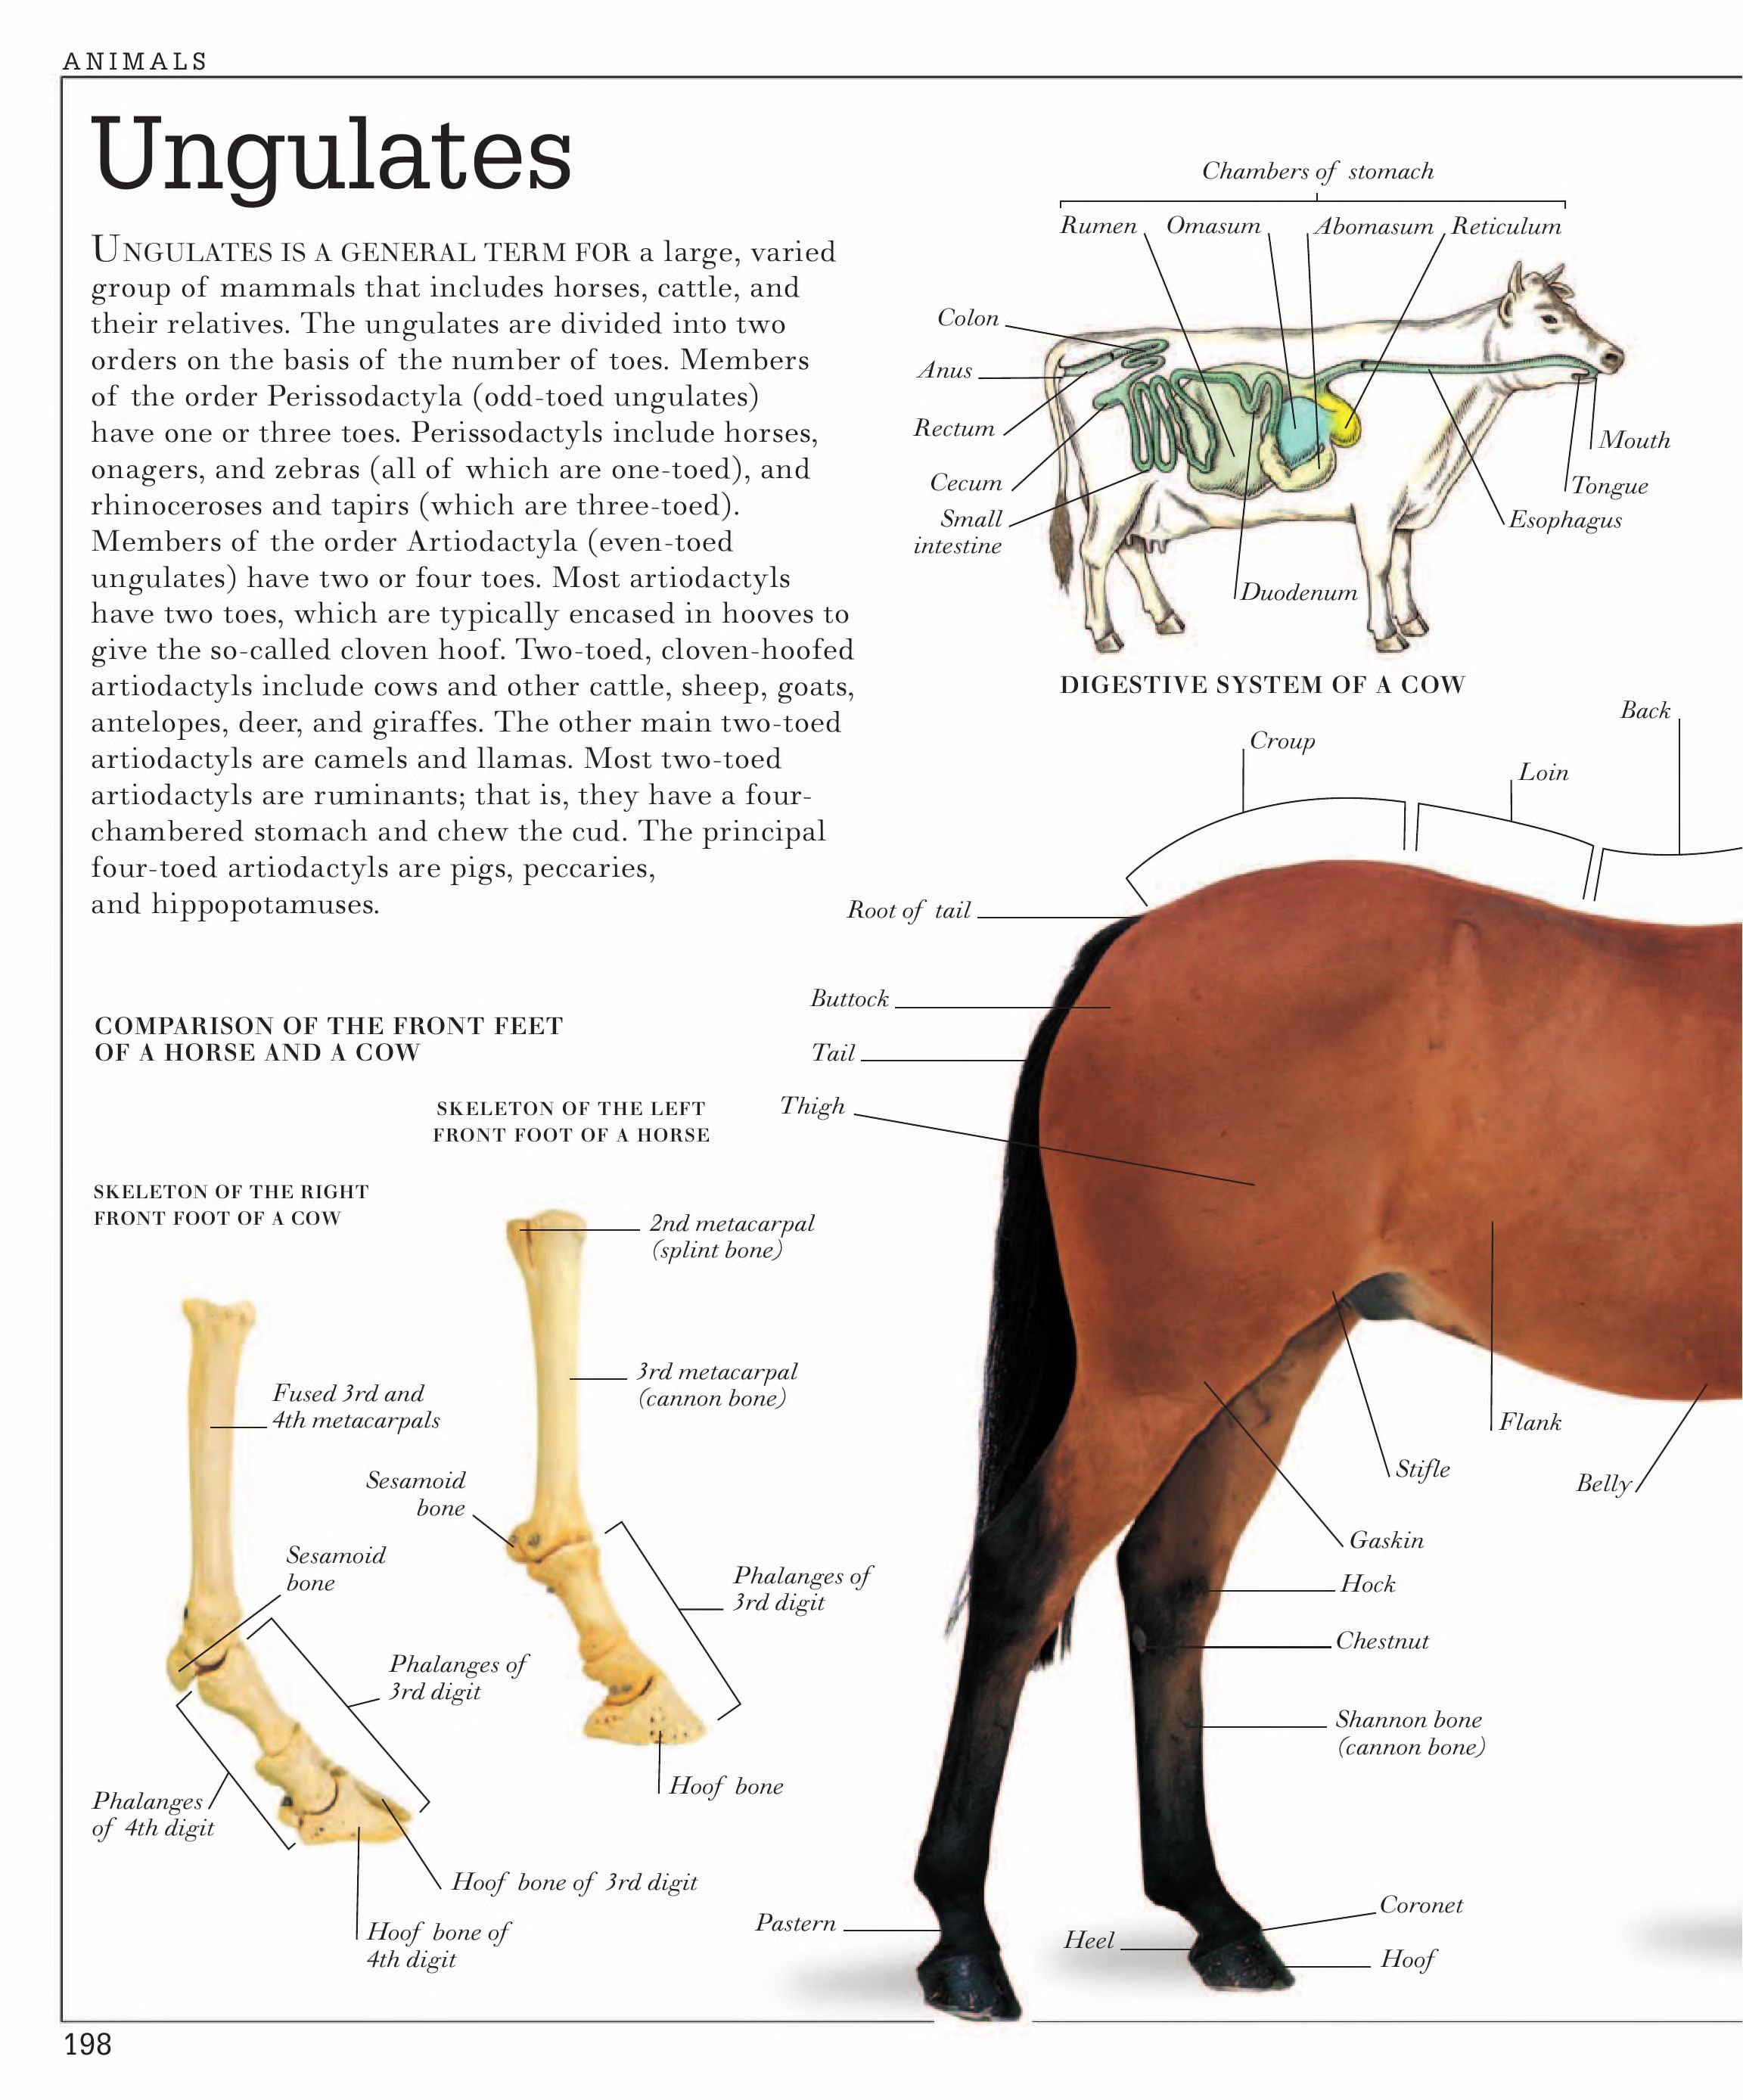 ANIMALS
Ungulates
UNGULATES IS A GENERAL TERM FOR a large, varied
group of mammals that includes horses, cattle, and
their relatives. The ungulates are divided into two
orders on the basis of the number of toes. Members
of the order Perissodactyla (odd-toed ungulates)
have one or three toes. Perissodactyls include horses,
onagers, and zebras (all of which are one-toed), and
rhinoceroses and tapirs (which are three-toed).
Members of the order Artiodactyla (even-toed
ungulates) have two or four toes. Most artiodactyls
have two toes, which are typically encased in hooves to
give the so-called cloven hoof. Two-toed, cloven-hoofed
artiodactyls include cows and other cattle, sheep, goats,
antelopes, deer, and giraffes. The other main two-toed
artiodactyls are camels and llamas. Most two-toed
artiodactyls are ruminants; that is, they have a four-
chambered stomach and chew the cud. The principal
four-toed artiodactyls are pigs, peccaries,
and hippopotamuses.
Chambers of stomach
Rumen
Omasum
Abomasum
Reticulum
Colon
Anus
Rectum
Cecum
Small
intestine
Mouth
Tongue
Esophagus
Duodenum
DIGESTIVE SYSTEM OF A COW
Back
Croup
Loin
Root of tail
Buttock
Tail
Thigh
Flank
Stifle
Belly
Gaskin
Hock
Chestnut
Shannon bone
(cannon bone)
Coronet
Pastern
Heel
Hoof
COMPARISON OF THE FRONT FEET
OF A HORSE AND A COW
SKELETON OF THE LEFT
FRONT FOOT OF A HORSE
2nd metacarpal
(splint bone)
3rd metacarpal
(cannon bone)
Sesamoid
bone
Phalanges of
3rd digit
Hoof bone
SKELETON OF THE RIGHT
FRONT FOOT OF A COW
Fused 3rd and
4th metacarpals
Sesamoid
bone
Phalanges of
3rd digit
Phalanges
of 4th digit
Hoof bone of 3rd digit
Hoof bone of
4th digit
198